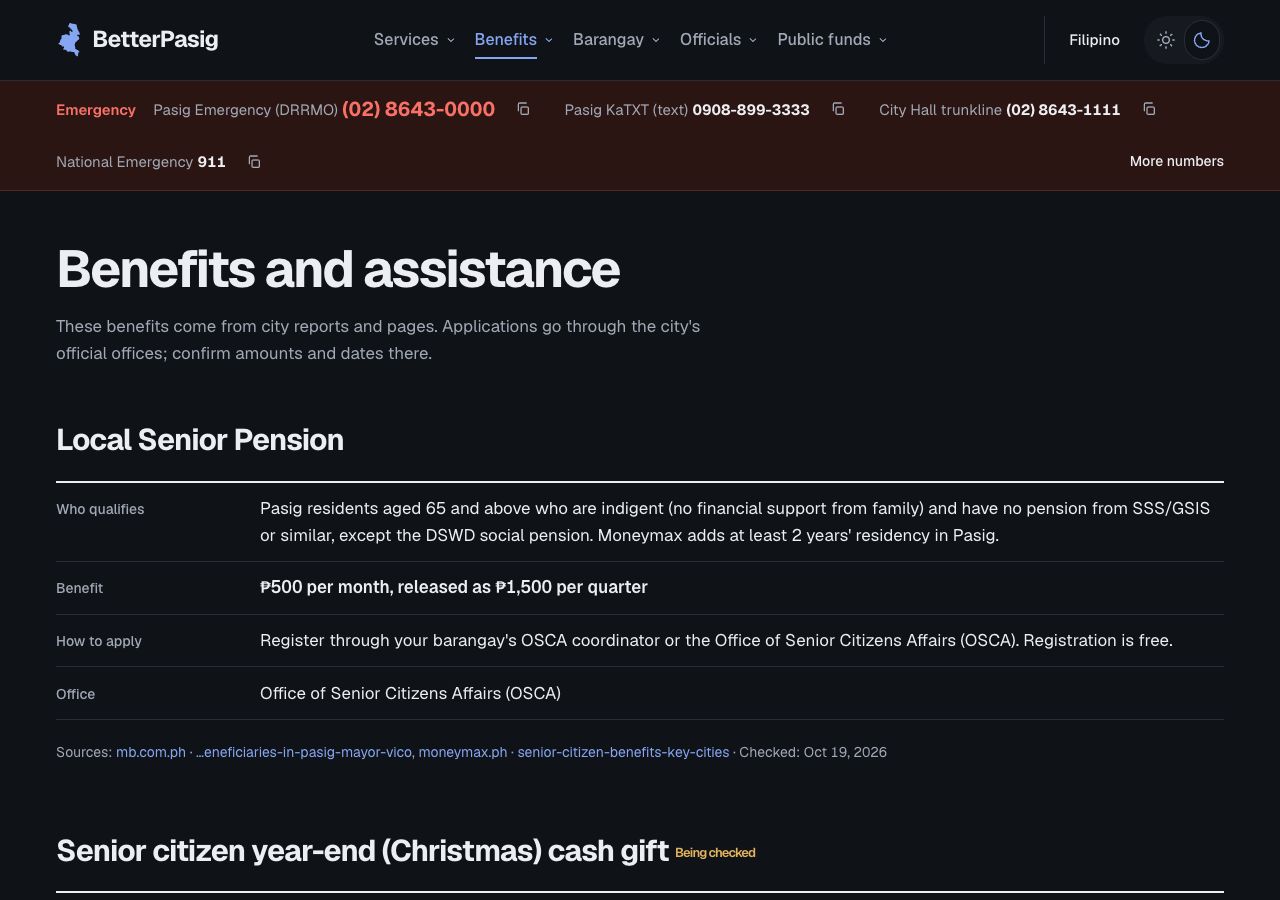 BetterPasig
Services
Benefits
Barangay
Officials
Public funds
Filipino
Emergency Pasig Emergency (DRRMO) (02) 8643-0000
Pasig KaTXT (text) 0908-899-3333
City Hall trunkline (02) 8643-1111
National Emergency 911
More numbers
Benefits and assistance
These benefits come from city reports and pages. Applications go through the city's
official offices; confirm amounts and dates there.
Local Senior Pension
Who qualifies
Pasig residents aged 65 and above who are indigent (no financial support from family) and have no pension from SSS/GSIS
or similar, except the DSWD social pension. Moneymax adds at least 2 years' residency in Pasig.
Benefit
₱500 per month, released as ₱1,500 per quarter
How to apply
Register through your barangay's OSCA coordinator or the Office of Senior Citizens Affairs (OSCA). Registration is free.
Office
Office of Senior Citizens Affairs (OSCA)
Sources: mb.com.ph · …eneficiaries-in-pasig-mayor-vico, moneymax.ph · senior-citizen-benefits-key-cities · Checked: Oct 19, 2026
Senior citizen year-end (Christmas) cash gift Being checked